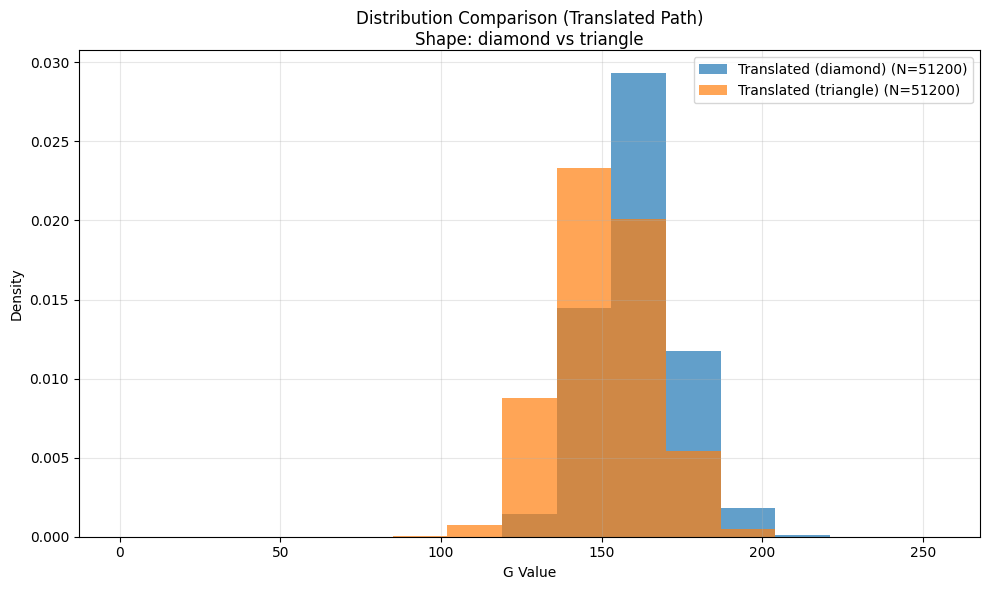 Distribution Comparison (Translated Path)
Shape: diamond vs triangle
Translated (diamond) (N=51200)
Translated (triangle) (N=51200)
0.030
0.025
0.020
0.015
0.010
0.005
0.000
Density
0 50 100 150 200 250
G Value